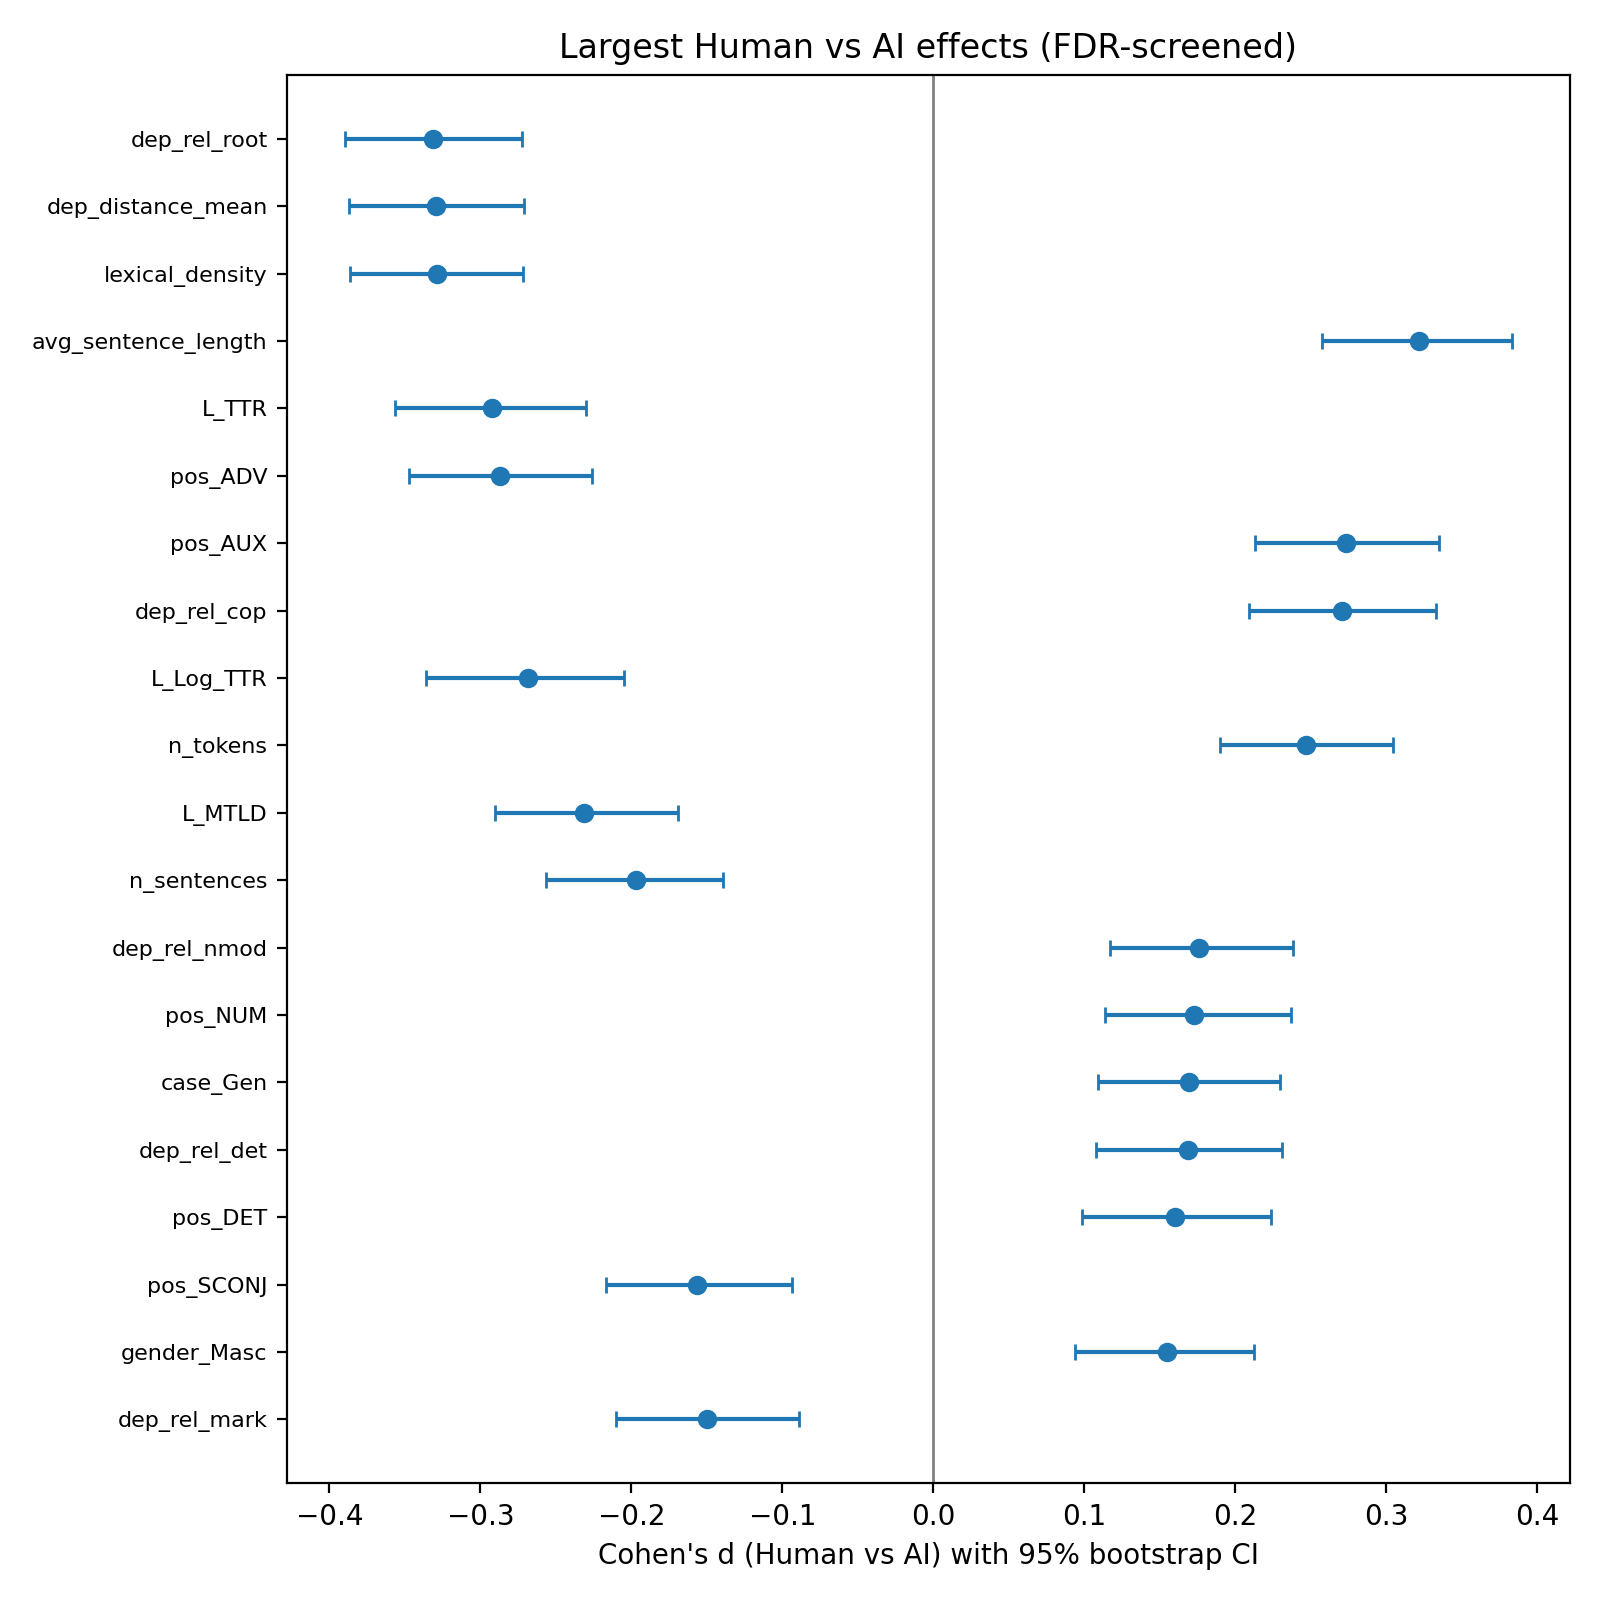 Largest Human vs AI effects (FDR-screened)
dep_rel_root
dep_distance_mean
lexical_density
avg_sentence_length
L_TTR
pos_ADV
pos_AUX
dep_rel_cop
L_Log_TTR
n_tokens
L_MTLD
n_sentences
dep_rel_nmod
pos_NUM
case_Gen
dep_rel_det
pos_DET
pos_SCONJ
gender_Masc
dep_rel_mark
−0.4 −0.3 −0.2 −0.1 0.0 0.1 0.2 0.3 0.4
Cohen's d (Human vs AI) with 95% bootstrap CI